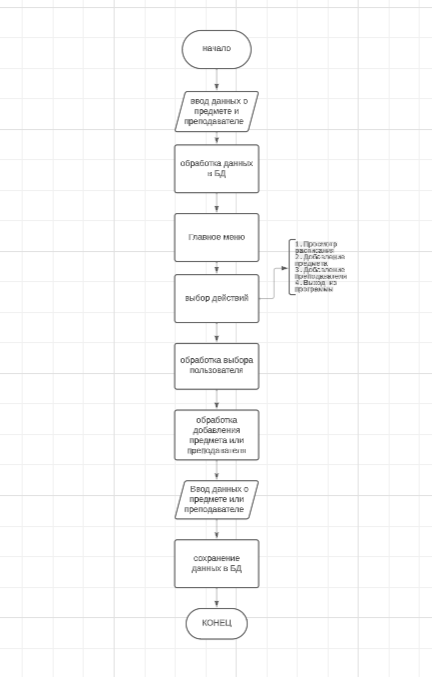 начало
ввод данных о
предмете и
преподавателе
обработка данных
в БД
Главное меню
выбор действий
1.Просмотр
расписания
2.Добавление
предмета
3.Добавление
преподавателя
4.Выход из
программы
обработка выбора
пользователя
обработка
добавления
предмета или
преподавателя
Ввод данных о
предмете или
преподавателе
сохранение
данных в БД
КОНЕЦ